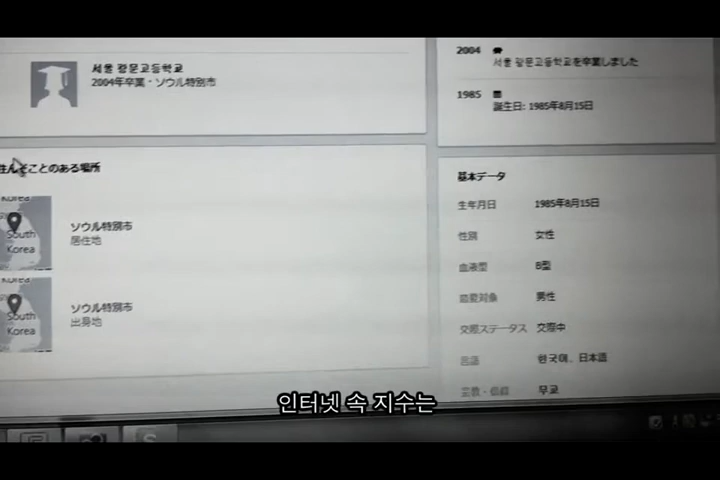 서울 광문고등학교
2004年卒業・ソウル特別市
住んだことのある場所
South
Korea
ソウル特別市
居住地
South
Korea
ソウル特別市
出身地
2004
서울 광문고등학교を卒業しました
1985
誕生日: 1985年8月15日
基本データ
生年月日 1985年8月15日
性別 女性
血液型 B型
恋愛対象 男性
交際ステータス 交際中
言語 한국어、日本語
宗教・信仰 무교
인터넷 속 지수는